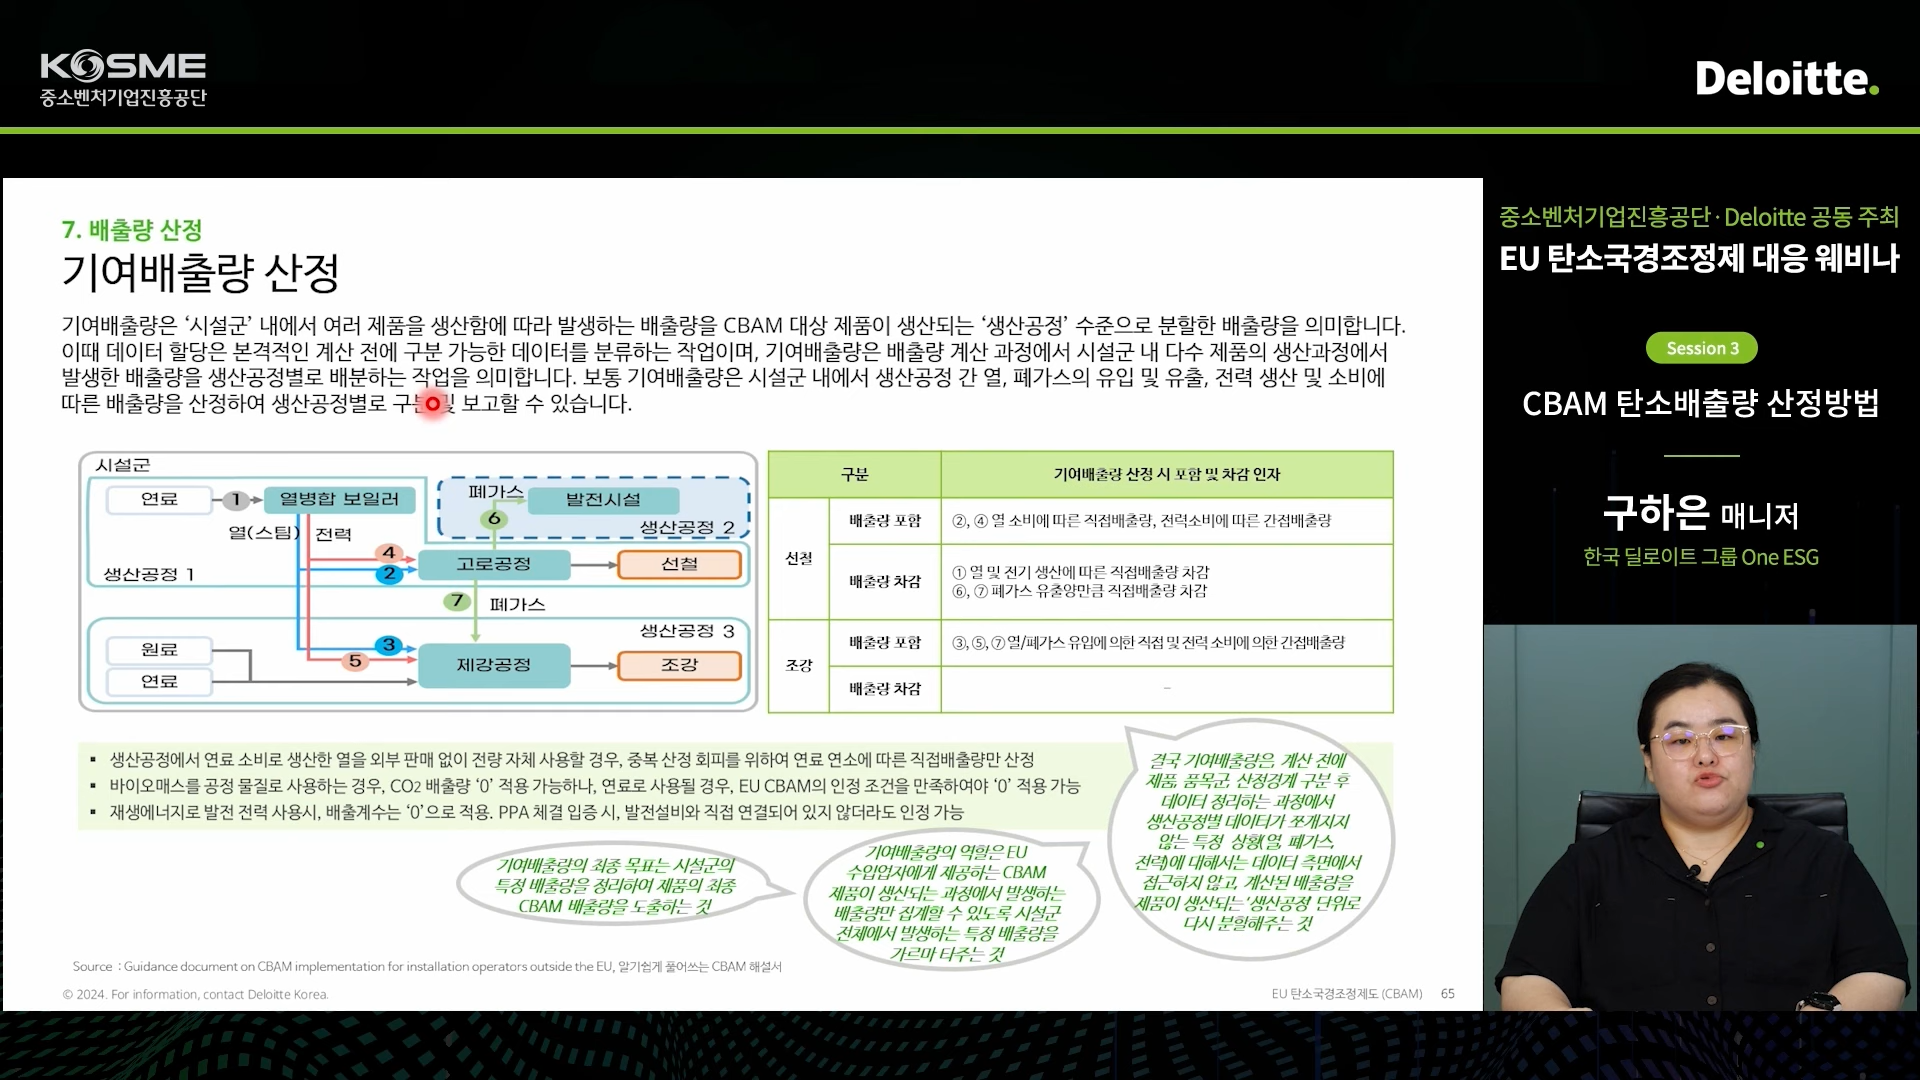 KOSME
중소벤처기업진흥공단
Deloitte.
7. 배출량 산정
기여배출량 산정
기여배출량은 ‘시설군’ 내에서 여러 제품을 생산함에 따라 발생하는 배출량을 CBAM 대상 제품이 생산되는 ‘생산공정’ 수준으로 분할한 배출량을 의미합니다.
이때 데이터 할당은 본격적인 계산 전에 구분 가능한 데이터를 분류하는 작업이며, 기여배출량은 배출량 계산 과정에서 시설군 내 다수 제품의 생산과정에서
발생한 배출량을 생산공정별로 배분하는 작업을 의미합니다. 보통 기여배출량은 시설군 내에서 생산공정 간 열, 폐가스의 유입 및 유출, 전력 생산 및 소비에
따른 배출량을 산정하여 생산공정별로 구분 및 보고할 수 있습니다.
시설군
연료
1
열병합 보일러
폐가스
발전시설
6
생산공정 2
열(스팀)
전력
4
2
고로공정
선철
생산공정 1
7
폐가스
생산공정 3
원료
3
5
제강공정
조강
연료
구분
기여배출량 산정 시 포함 및 차감 인자
선철
배출량 포함
②, ④ 열 소비에 따른 직접배출량, 전력소비에 따른 간접배출량
배출량 차감
① 열 및 전기 생산에 따른 직접배출량 차감
⑥, ⑦ 폐가스 유출양만큼 직접배출량 차감
조강
배출량 포함
③, ⑤, ⑦ 열/폐가스 유입에 의한 직접 및 전력 소비에 의한 간접배출량
배출량 차감
–
▪ 생산공정에서 연료 소비로 생산한 열을 외부 판매 없이 전량 자체 사용할 경우, 중복 산정 회피를 위하여 연료 연소에 따른 직접배출량만 산정
▪ 바이오매스를 공정 물질로 사용하는 경우, CO2 배출량 ‘0’ 적용 가능하나, 연료로 사용될 경우, EU CBAM의 인정 조건을 만족하여야 ‘0’ 적용 가능
▪ 재생에너지로 발전 전력 사용시, 배출계수는 ‘0’으로 적용. PPA 체결 입증 시, 발전설비와 직접 연결되어 있지 않더라도 인정 가능
기여배출량의 최종 목표는 시설군의
특정 배출량을 정리하여 제품의 최종
CBAM 배출량을 도출하는 것
기여배출량의 역할은 EU
수입업자에게 제공하는 CBAM
제품이 생산되는 과정에서 발생하는
배출량만 집계할 수 있도록 시설군
전체에서 발생하는 특정 배출량을
가르마 타주는 것
결국 기여배출량은, 계산 전에
제품, 품목군, 산정경계 구분 후
데이터 정리하는 과정에서
생산공정별 데이터가 쪼개지지
않는 특정 상황(열, 폐가스,
전력)에 대해서는 데이터 측면에서
접근하지 않고, 계산된 배출량을
제품이 생산되는 ‘생산공정’ 단위로
다시 분할해주는 것
Source : Guidance document on CBAM implementation for installation operators outside the EU, 알기쉽게 풀어쓰는 CBAM 해설서
© 2024. For information, contact Deloitte Korea.
EU 탄소국경조정제도 (CBAM) 65
중소벤처기업진흥공단 · Deloitte 공동 주최
EU 탄소국경조정제 대응 웨비나
Session 3
CBAM 탄소배출량 산정방법
구하은 매니저
한국 딜로이트 그룹 One ESG